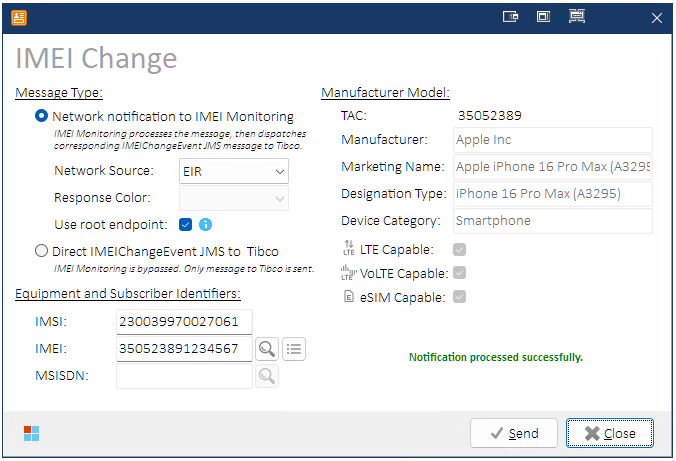 IMEI Change
Message Type:
Network notification to IMEI Monitoring
IMEI Monitoring processes the message, then dispatches
corresponding IMEIChangeEvent JMS message to Tibco.
Network Source: EIR
Response Color:
Use root endpoint:
Direct IMEIChangeEvent JMS to Tibco
IMEI Monitoring is bypassed. Only message to Tibco is sent.
Equipment and Subscriber Identifiers:
IMSI: 230039970027061
IMEI: 350523891234567
MSISDN:
Manufacturer Model:
TAC: 35052389
Manufacturer: Apple Inc
Marketing Name: Apple iPhone 16 Pro Max (A3295
Designation Type: iPhone 16 Pro Max (A3295)
Device Category: Smartphone
LTE LTE Capable:
LTE VoLTE Capable:
E eSIM Capable:
Notification processed successfully.
Send
Close